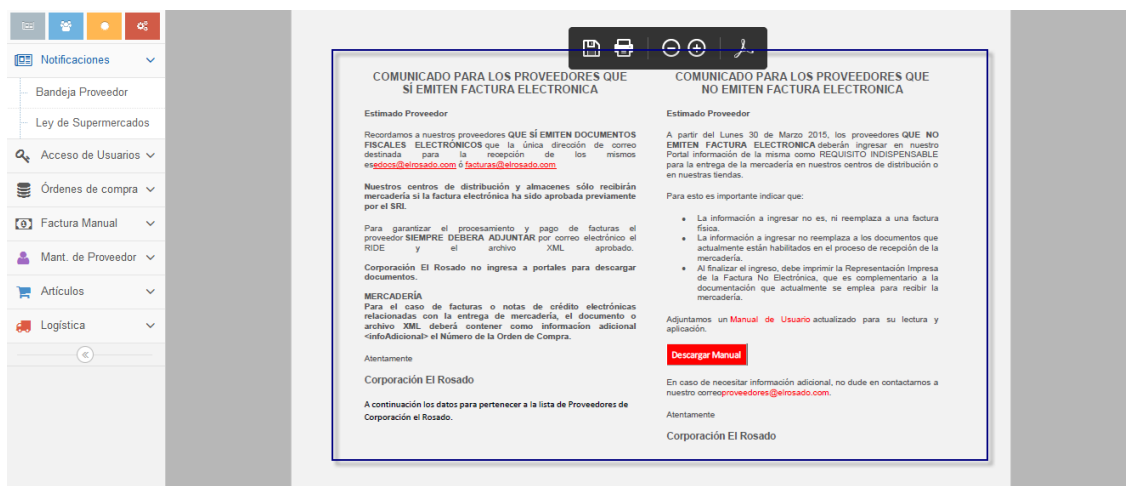 Notificaciones
Bandeja Proveedor
Ley de Supermercados
Acceso de Usuarios
Órdenes de compra
Factura Manual
Mant. de Proveedor
Artículos
Logística
COMUNICADO PARA LOS PROVEEDORES QUE
SÍ EMITEN FACTURA ELECTRONICA
Estimado Proveedor
Recordamos a nuestros proveedores QUE SÍ EMITEN DOCUMENTOS
FISCALES ELECTRÓNICOS que la única dirección de correo
destinada para la recepción de los mismos
esedocs@elrosado.com ó facturas@elrosado.com
Nuestros centros de distribución y almacenes sólo recibirán
mercadería si la factura electrónica ha sido aprobada previamente
por el SRI.
Para garantizar el procesamiento y pago de facturas el
proveedor SIEMPRE DEBERA ADJUNTAR por correo electrónico el
RIDE y el archivo XML aprobado.
Corporación El Rosado no ingresa a portales para descargar
documentos.
MERCADERÍA
Para el caso de facturas o notas de crédito electrónicas
relacionadas con la entrega de mercadería, el documento o
archivo XML deberá contener como información adicional
<infoAdicional> el Número de la Orden de Compra.
Atentamente
Corporación El Rosado
A continuación los datos para pertenecer a la lista de Proveedores de
Corporación el Rosado.
COMUNICADO PARA LOS PROVEEDORES QUE
NO EMITEN FACTURA ELECTRONICA
Estimado Proveedor
A partir del Lunes 30 de Marzo 2015, los proveedores QUE NO
EMITEN FACTURA ELECTRONICA deberán ingresar en nuestro
Portal información de la misma como REQUISITO INDISPENSABLE
para la entrega de la mercadería en nuestros centros de distribución o
en nuestras tiendas.
Para esto es importante indicar que:
• La información a ingresar no es, ni reemplaza a una factura
física.
• La información a ingresar no reemplaza a los documentos que
actualmente están habilitados en el proceso de recepción de la
mercadería.
• Al finalizar el ingreso, debe imprimir la Representación Impresa
de la Factura No Electrónica, que es complementario a la
documentación que actualmente se emplea para recibir la
mercadería.
Adjuntamos un Manual de Usuario actualizado para su lectura y
aplicación.
Descargar Manual
En caso de necesitar información adicional, no dude en contactarnos a
nuestro correoproveedores@elrosado.com.
Atentamente
Corporación El Rosado